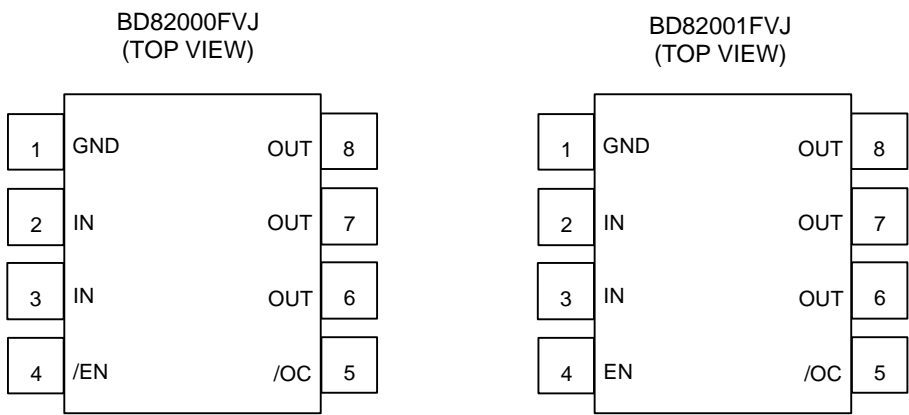 BD82000FVJ
(TOP VIEW)
1 GND OUT 8
2 IN OUT 7
3 IN OUT 6
4 /EN /OC 5
BD82001FVJ
(TOP VIEW)
1 GND OUT 8
2 IN OUT 7
3 IN OUT 6
4 EN /OC 5